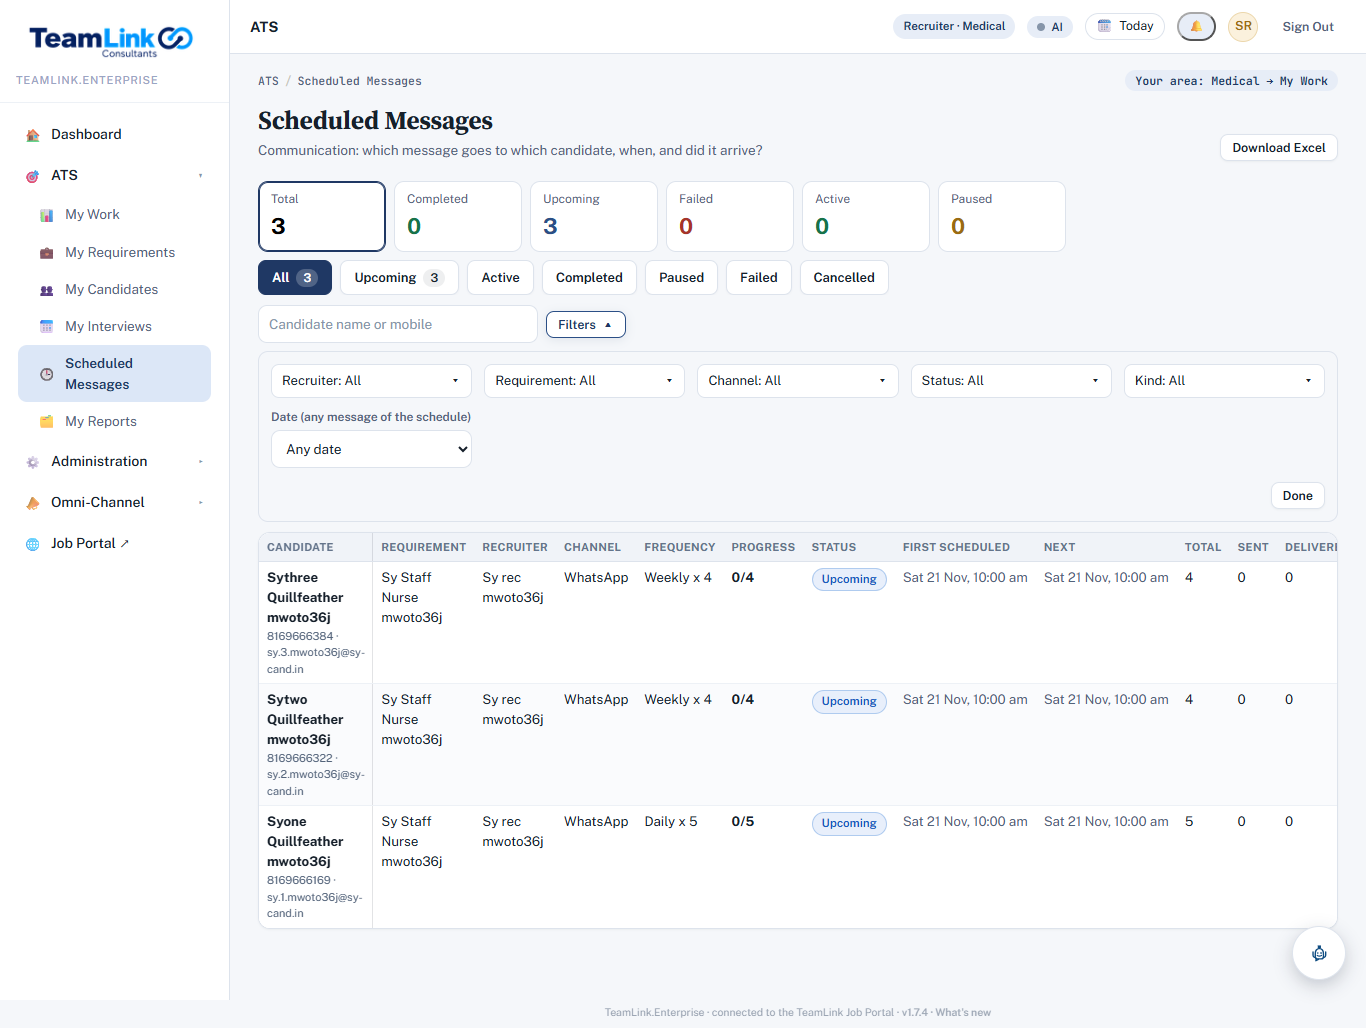 TeamLink
Consultants
TEAMLINK.ENTERPRISE
Dashboard
ATS
My Work
My Requirements
My Candidates
My Interviews
Scheduled
Messages
My Reports
Administration
Omni-Channel
Job Portal ↗
ATS
Recruiter · Medical
AI
Today
SR
Sign Out
ATS / Scheduled Messages
Your area: Medical → My Work
Scheduled Messages
Communication: which message goes to which candidate, when, and did it arrive?
Download Excel
Total Completed Upcoming Failed Active Paused
3 0 3 0 0 0
All 3 Upcoming 3 Active Completed Paused Failed Cancelled
Candidate name or mobile Filters ▲
Recruiter: All Requirement: All Channel: All Status: All Kind: All
Date (any message of the schedule)
Any date
Done
CANDIDATE REQUIREMENT RECRUITER CHANNEL FREQUENCY PROGRESS STATUS FIRST SCHEDULED NEXT TOTAL SENT DELIVERI
Sythree Sy Staff Sy rec WhatsApp Weekly x 4 0/4 Upcoming Sat 21 Nov, 10:00 am Sat 21 Nov, 10:00 am 4 0 0
Quillfeather Nurse mwoto36j
mwoto36j mwoto36j
8169666384 ·
sy.3.mwoto36j@sy-
cand.in
Sytwo Sy Staff Sy rec WhatsApp Weekly x 4 0/4 Upcoming Sat 21 Nov, 10:00 am Sat 21 Nov, 10:00 am 4 0 0
Quillfeather Nurse mwoto36j
mwoto36j mwoto36j
8169666322 ·
sy.2.mwoto36j@sy-
cand.in
Syone Sy Staff Sy rec WhatsApp Daily x 5 0/5 Upcoming Sat 21 Nov, 10:00 am Sat 21 Nov, 10:00 am 5 0 0
Quillfeather Nurse mwoto36j
mwoto36j mwoto36j
8169666169 ·
sy.1.mwoto36j@sy-
cand.in
TeamLink.Enterprise · connected to the TeamLink Job Portal · v1.7.4 · What's new